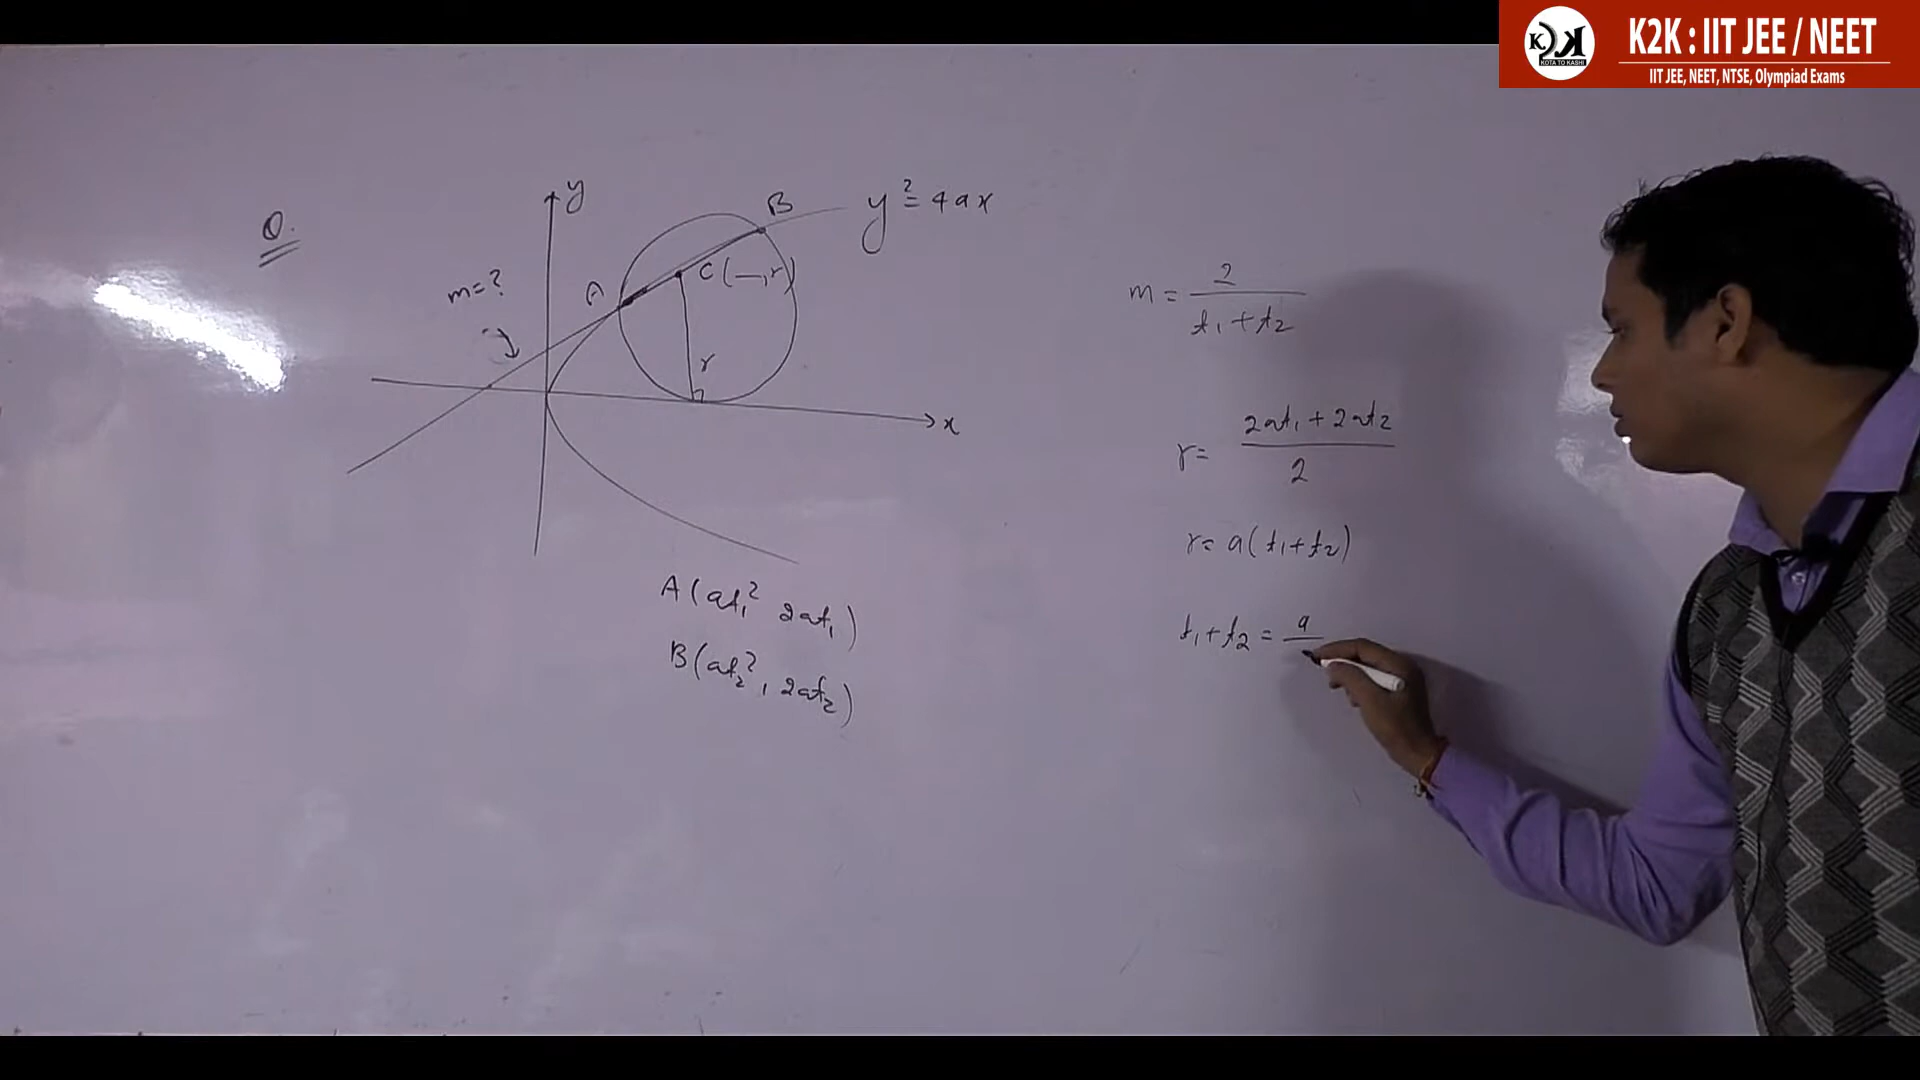 K2K : IIT JEE / NEET
IIT JEE, NEET, NTSE, Olympiad Exams
KOTA TO KASHI
Q.
y
B
y² = 4ax
m = ?
A
C ( —, r)
r
x
A (at₁² 2at₁)
B (at₂², 2at₂)
m = 2 / t₁ + t₂
r = 2at₁ + 2at₂ / 2
r = a (t₁ + t₂)
t₁ + t₂ = a /